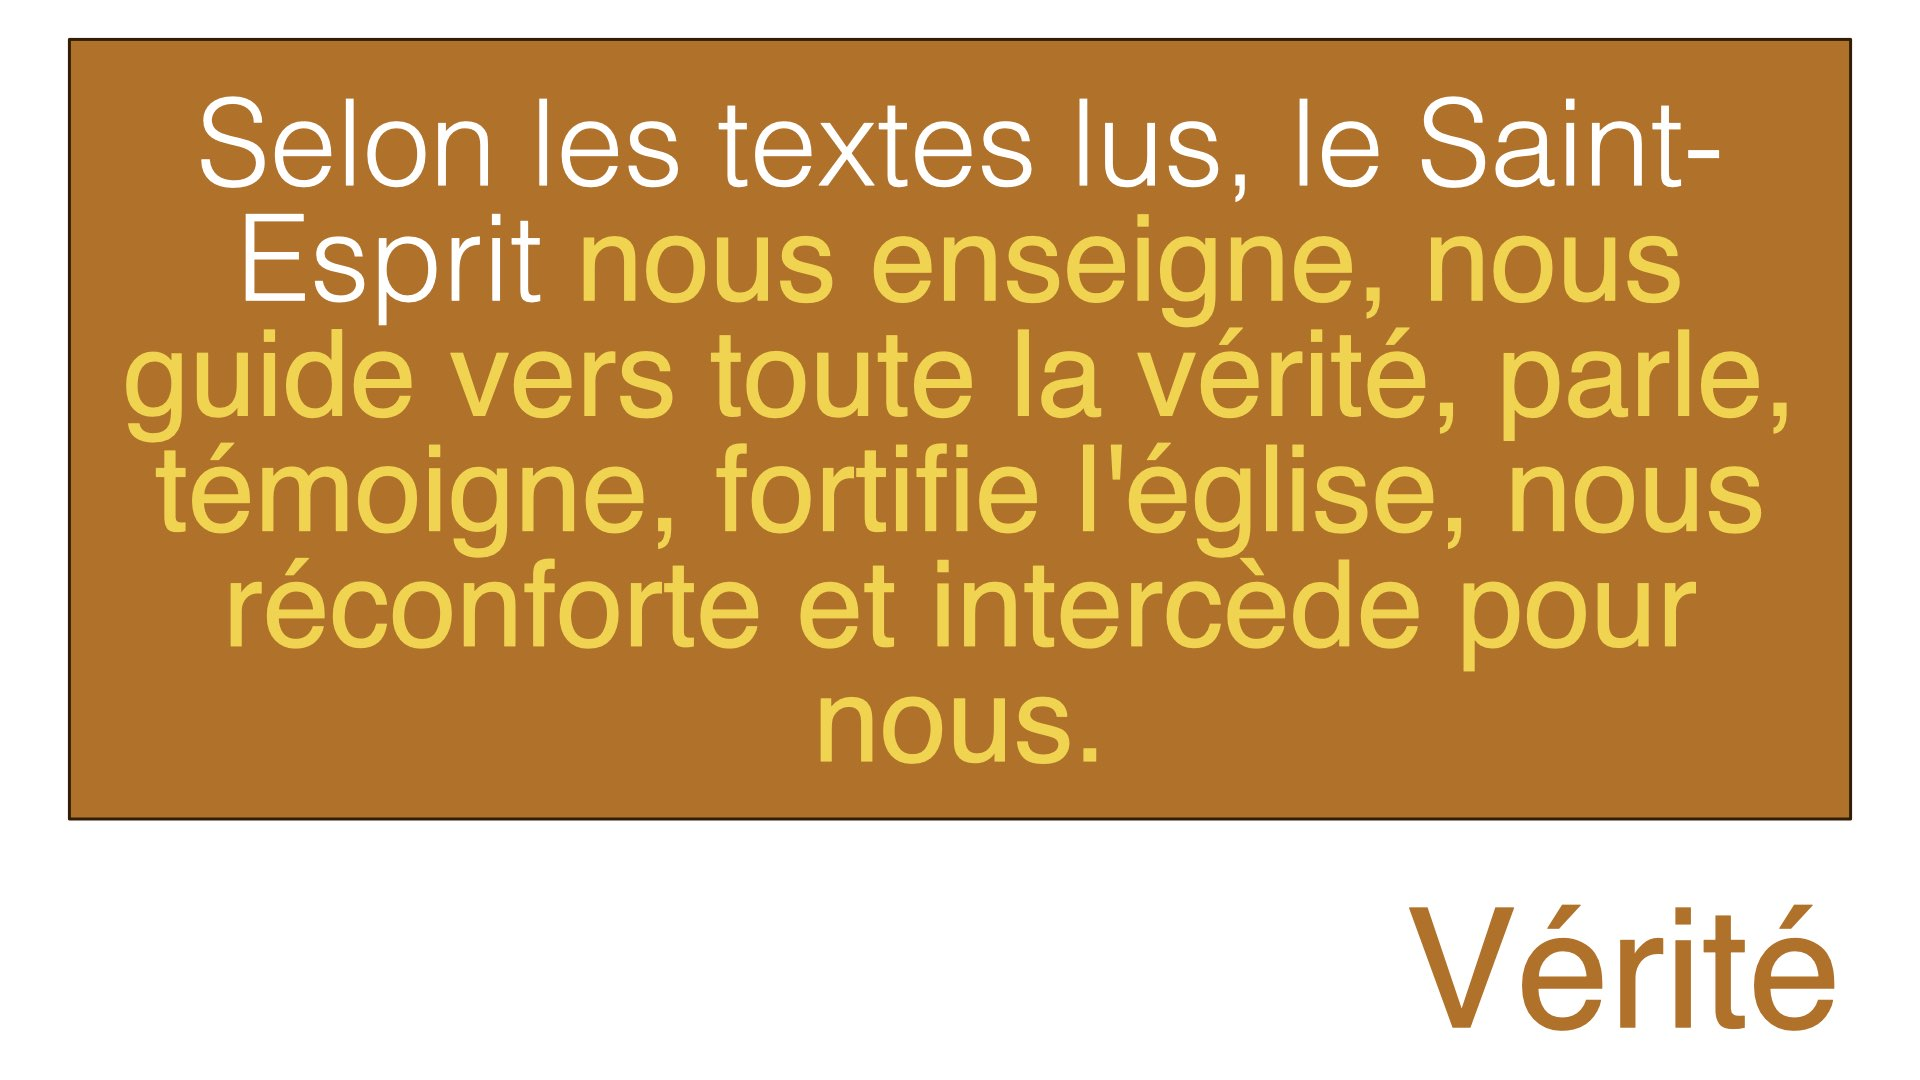 Selon les textes lus, le Saint-
Esprit nous enseigne, nous
guide vers toute la vérité, parle,
témoigne, fortifie l'église, nous
réconforte et intercède pour
nous.
Vérité